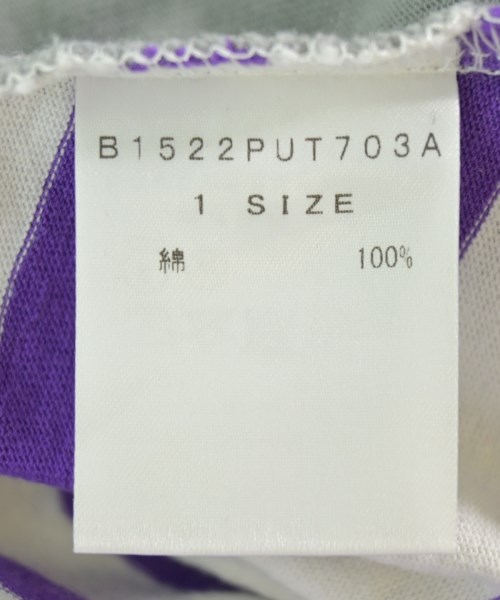 B1522PUT703A
1 SIZE
綿 100%